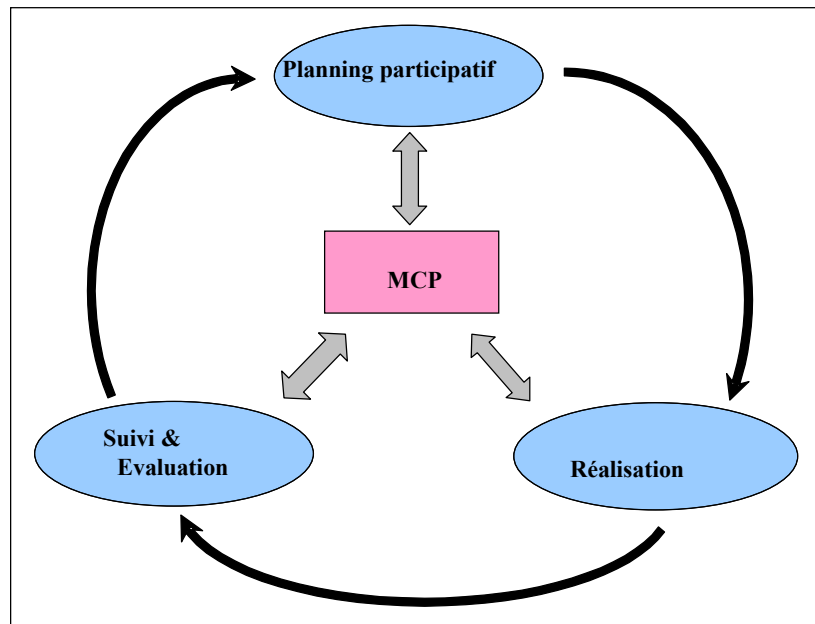 Planning participatif
MCP
Suivi &
Evaluation
Réalisation